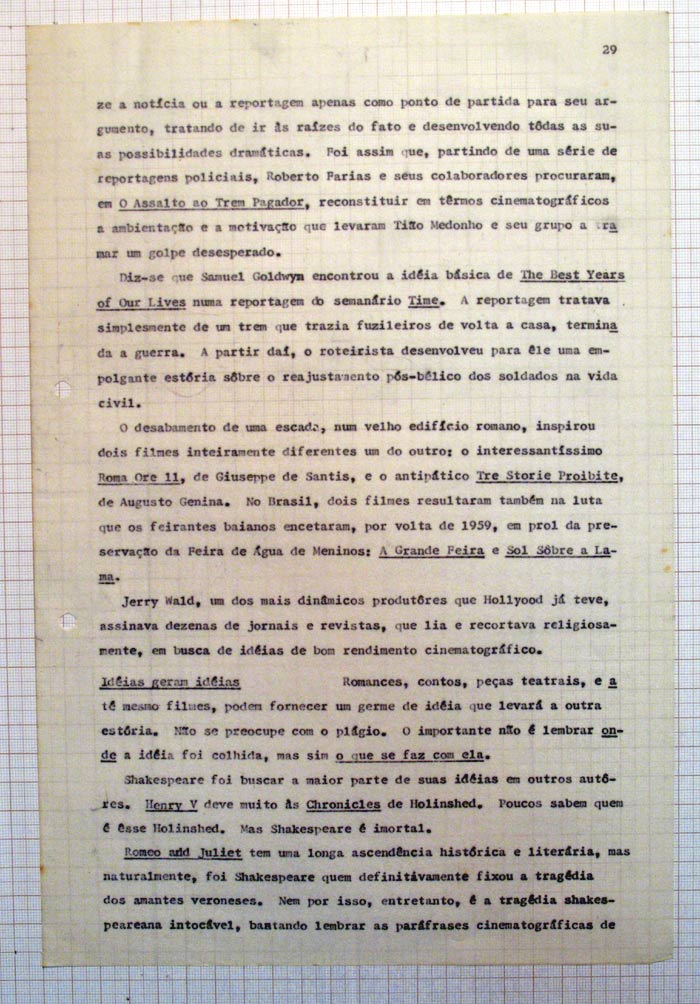 29
ze a notícia ou a reportagem apenas como ponto de partida para seu ar-
gumento, tratando de ir às raízes do fato e desenvolvendo tôdas as su-
as possibilidades dramáticas. Foi assim que, partindo de uma série de
reportagens policiais, Roberto Farias e seus colaboradores procuraram,
em O Assalto ao Trem Pagador, reconstituir em têrmos cinematográficos
a ambientação e a motivação que levaram Tião Medonho e seu grupo a tra
mar um golpe desesperado.
Diz-se que Samuel Goldwyn encontrou a idéia básica de The Best Years
of Our Lives numa reportagem do semanário Time. A reportagem tratava
simplesmente de um trem que trazia fuzileiros de volta a casa, termina
da a guerra. A partir daí, o roteirista desenvolveu para êle uma em-
polgante estória sôbre o reajustamento pós-bélico dos soldados na vida
civil.
O desabamento de uma escada, num velho edifício romano, inspirou
dois filmes inteiramente diferentes um do outro: o interessantíssimo
Roma Ore 11, de Giuseppe de Santis, e o antipático Tre Storie Proibite,
de Augusto Genina. No Brasil, dois filmes resultaram também na luta
que os feirantes baianos encetaram, por volta de 1959, em prol da pre-
servação da Feira de Água de Meninos: A Grande Feira e Sol Sôbre a La-
ma.
Jerry Wald, um dos mais dinâmicos produtôres que Hollyood já teve,
assinava dezenas de jornais e revistas, que lia e recortava religiosa-
mente, em busca de idéias de bom rendimento cinematográfico.
Idéias geram idéias Romances, contos, peças teatrais, e a
té mesmo filmes, podem fornecer um germe de idéia que levará a outra
estória. Não se preocupe com o plágio. O importante não é lembrar on-
de a idéia foi colhida, mas sim o que se faz com ela.
Shakespeare foi buscar a maior parte de suas idéias em outros autô-
res. Henry V deve muito às Chronicles de Holinshed. Poucos sabem quem
é êsse Holinshed. Mas Shakespeare é imortal.
Romeo add Juliet tem uma longa ascendência histórica e literária, mas
naturalmente, foi Shakespeare quem definitivamente fixou a tragédia
dos amantes veroneses. Nem por isso, entretanto, é a tragédia shakes-
peareana intocável, bastando lembrar as paráfrases cinematográficas de